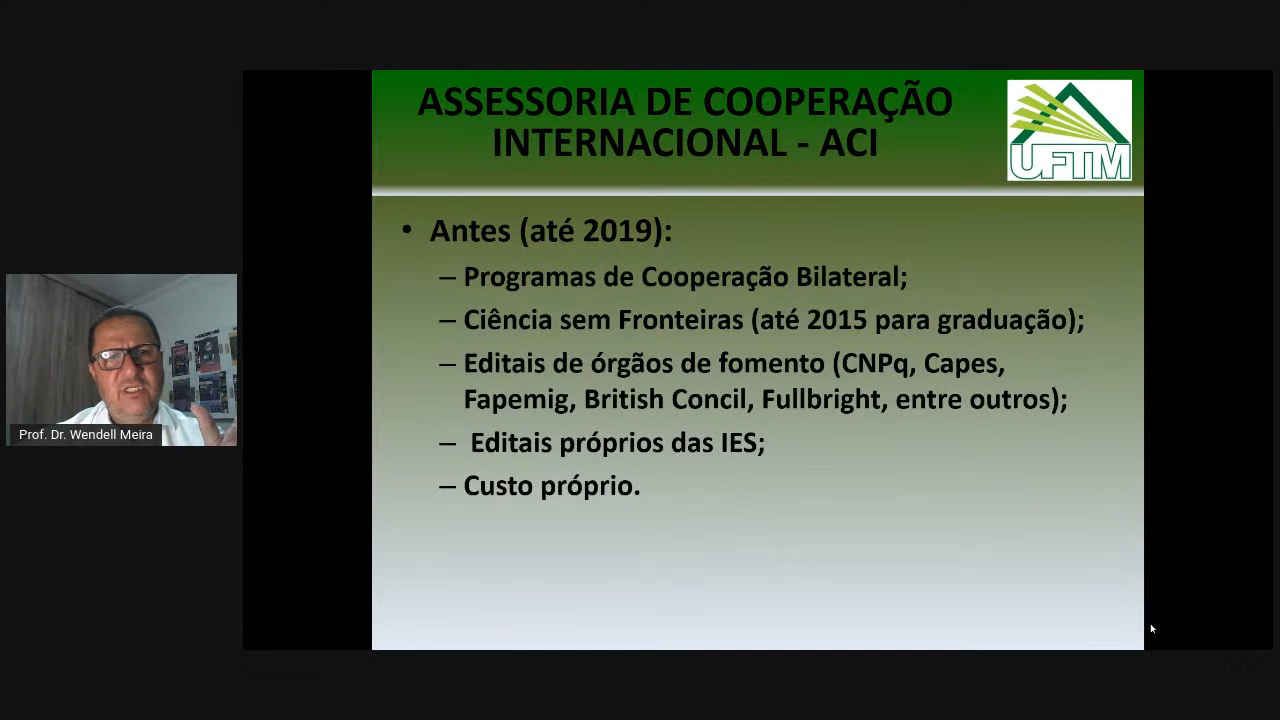 ASSESSORIA DE COOPERAÇÃO
INTERNACIONAL - ACI
UFTM
• Antes (até 2019):
– Programas de Cooperação Bilateral;
– Ciência sem Fronteiras (até 2015 para graduação);
– Editais de órgãos de fomento (CNPq, Capes,
Fapemig, British Concil, Fullbright, entre outros);
– Editais próprios das IES;
– Custo próprio.
Prof. Dr. Wendell Meira